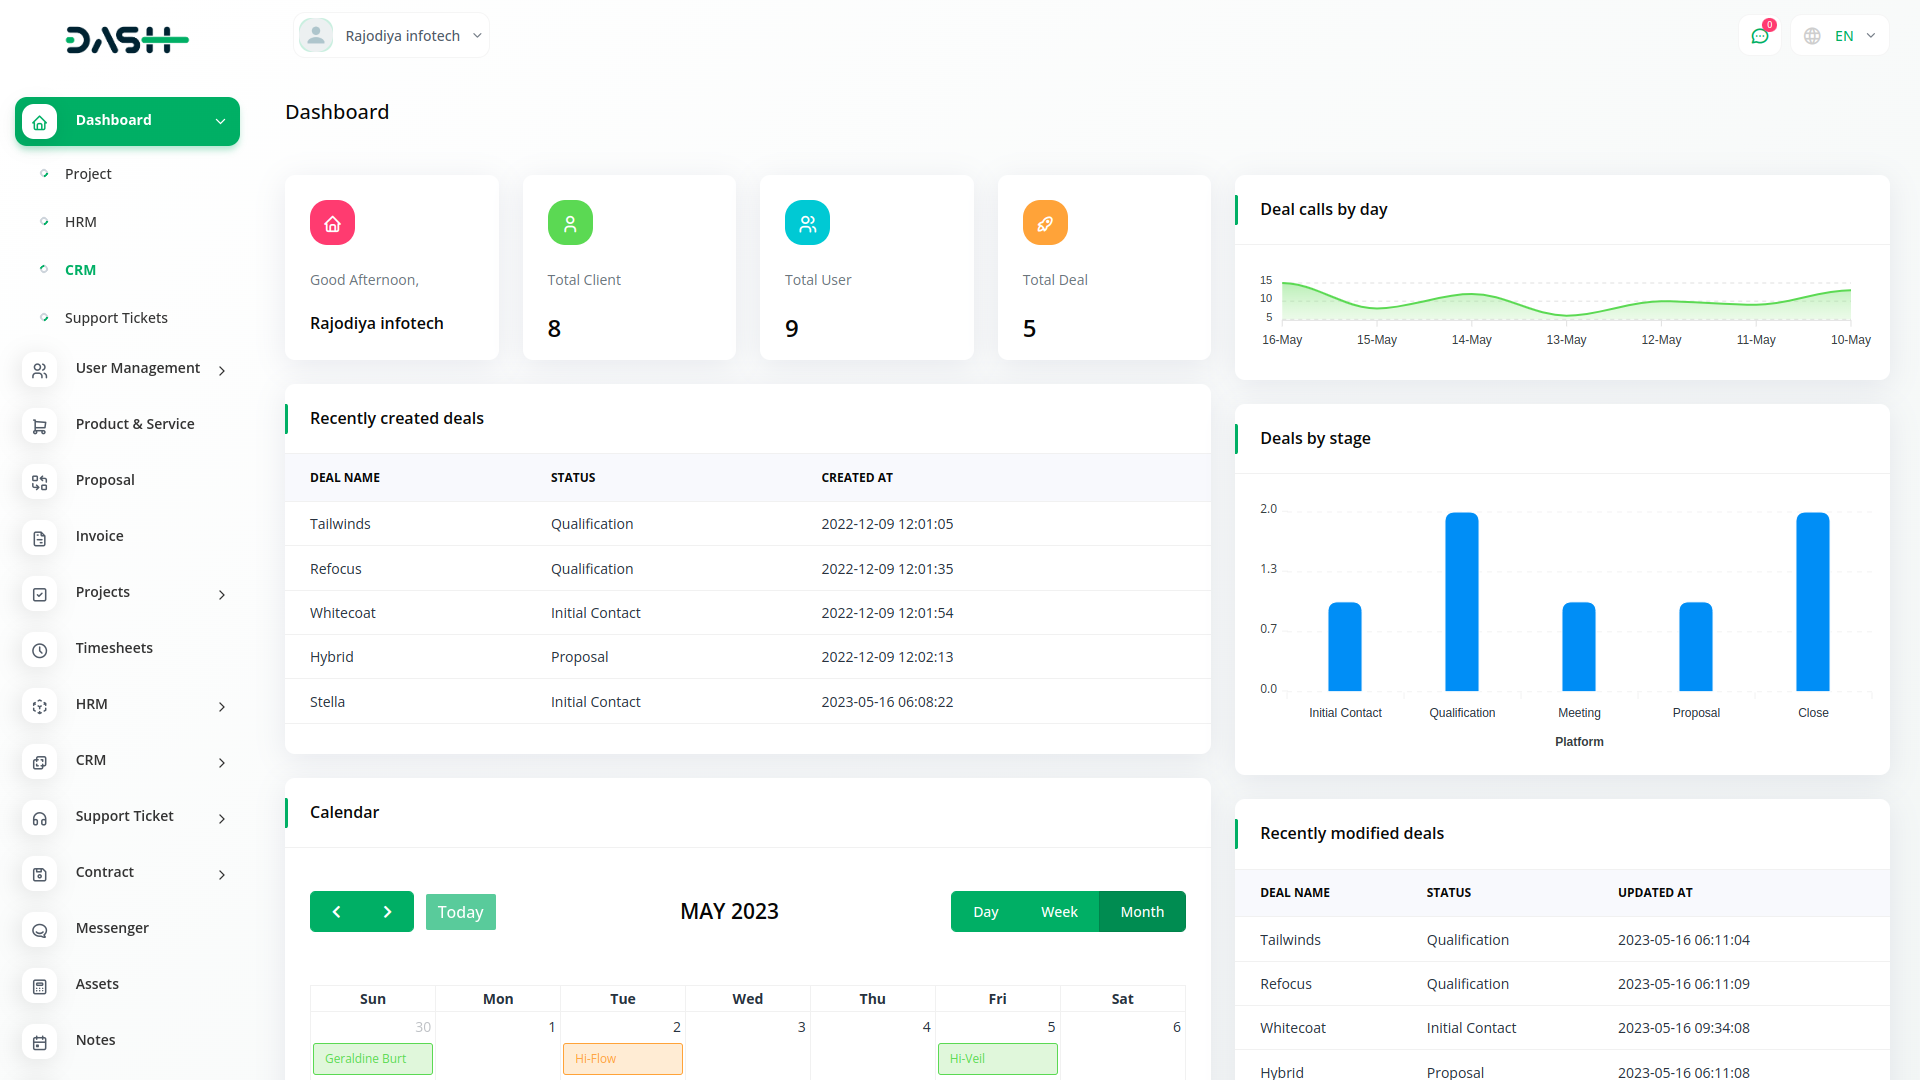 DASH
Rajodiya infotech
0
EN
Dashboard
Project
HRM
CRM
Support Tickets
User Management
Product & Service
Proposal
Invoice
Projects
Timesheets
HRM
CRM
Support Ticket
Contract
Messenger
Assets
Notes
Dashboard
Good Afternoon,
Rajodiya infotech
Total Client
8
Total User
9
Total Deal
5
Recently created deals
DEAL NAME STATUS CREATED AT
Tailwinds Qualification 2022-12-09 12:01:05
Refocus Qualification 2022-12-09 12:01:35
Whitecoat Initial Contact 2022-12-09 12:01:54
Hybrid Proposal 2022-12-09 12:02:13
Stella Initial Contact 2023-05-16 06:08:22
Calendar
Today
MAY 2023
Day Week Month
Sun Mon Tue Wed Thu Fri Sat
30 1 2 3 4 5 6
Geraldine Burt Hi-Flow Hi-Veil
Deal calls by day
15
10
5
16-May 15-May 14-May 13-May 12-May 11-May 10-May
Deals by stage
2.0
1.3
0.7
0.0
Initial Contact Qualification Meeting Proposal Close
Platform
Recently modified deals
DEAL NAME STATUS UPDATED AT
Tailwinds Qualification 2023-05-16 06:11:04
Refocus Qualification 2023-05-16 06:11:09
Whitecoat Initial Contact 2023-05-16 09:34:08
Hybrid Proposal 2023-05-16 06:11:08